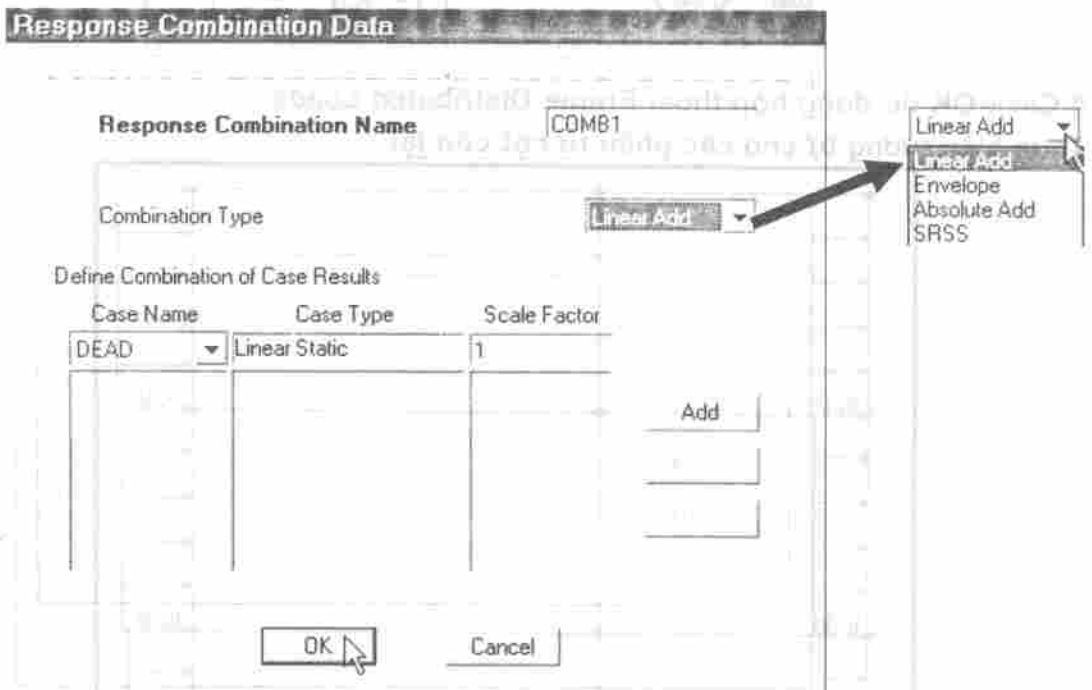 Response Combination Data
Response Combination Name COMB1
Combination Type Linear Add
Define Combination of Case Results
Case Name Case Type Scale Factor
DEAD Linear Static 1
Add
OK Cancel
Linear Add
Linear Add
Envelope
Absolute Add
SRSS